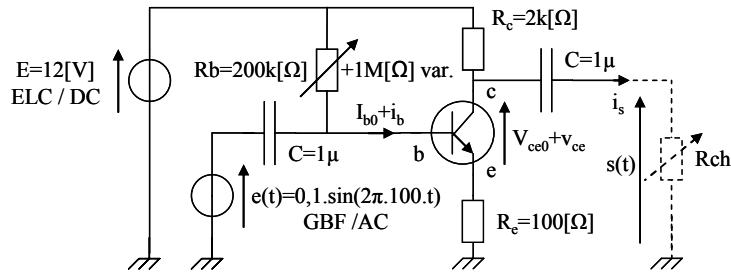 R_c=2k[Ω]
E=12[V]
ELC / DC
Rb=200k[Ω]
+1M[Ω] var.
C=1µ
c
i_s
I_b0+i_b
V_ce0+v_ce
C=1µ
b
e
s(t)
Rch
e(t)=0,1.sin(2π.100.t)
GBF /AC
R_e=100[Ω]